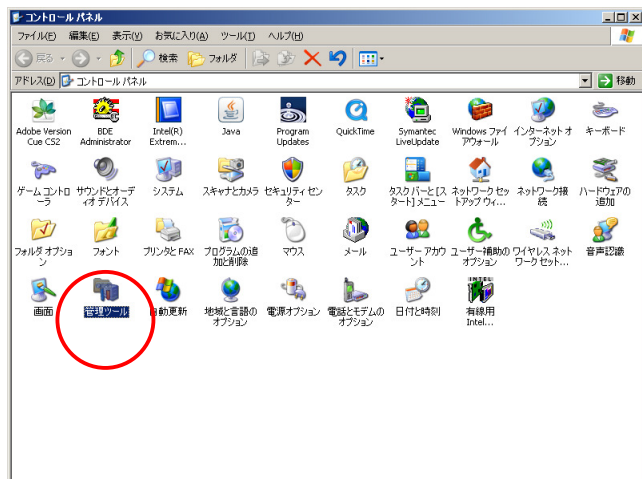 コントロール パネル
ファイル(F) 編集(E) 表示(V) お気に入り(A) ツール(T) ヘルプ(H)
戻る 検索 フォルダ
アドレス(D) コントロール パネル 移動
Adobe Version Cue CS2
BDE Administrator
Intel(R) Extrem...
Java
Program Updates
QuickTime
Symantec LiveUpdate
Windows ファイアウォール
インターネット オプション
キーボード
ゲーム コントローラ
サウンドとオーディオ デバイス
システム
スキャナとカメラ
セキュリティ センター
タスク
タスク バーと [スタート] メニュー
ネットワーク セットアップ ウィ...
ネットワーク接続
ハードウェアの追加
フォルダ オプション
フォント
プリンタと FAX
プログラムの追加と削除
マウス
メール
ユーザー アカウント
ユーザー補助のオプション
ワイヤレス ネットワーク セット...
音声認識
画面
管理ツール
自動更新
地域と言語のオプション
電源オプション
電話とモデムのオプション
日付と時刻
有線用 Intel...